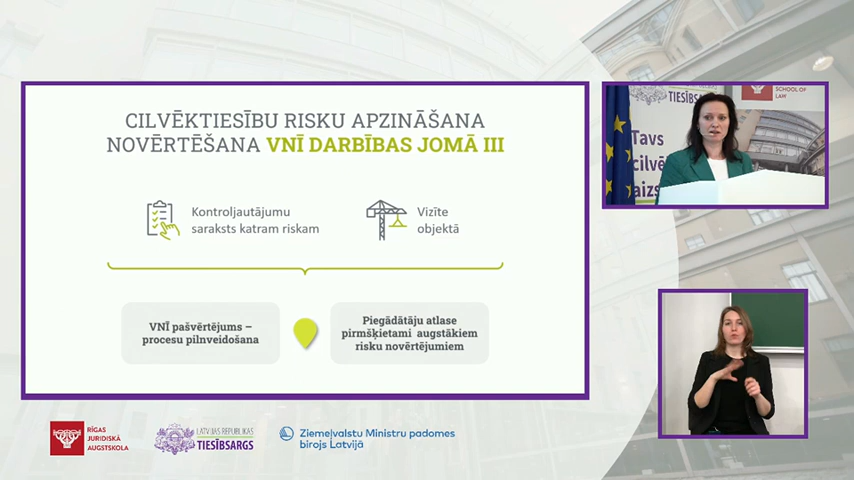 CILVĒKTIESĪBU RISKU APZINĀŠANA
NOVĒRTĒŠANA VNĪ DARBĪBAS JOMĀ III
Kontroljautājumu
saraksts katram riskam
Vizīte
objektā
VNĪ pašvērtējums –
procesu pilnveidošana
Piegādātāju atlase
pirmšķietami augstākiem
risku novērtējumiem
TIESĪBSARGS
SCHOOL OF
LAW
Tavs
cilvē
aizs
RĪGAS
JURIDISKĀ
AUGSTSKOLA
LATVIJAS REPUBLIKAS
TIESĪBSARGS
Ziemeļvalstu Ministru padomes
birojs Latvijā